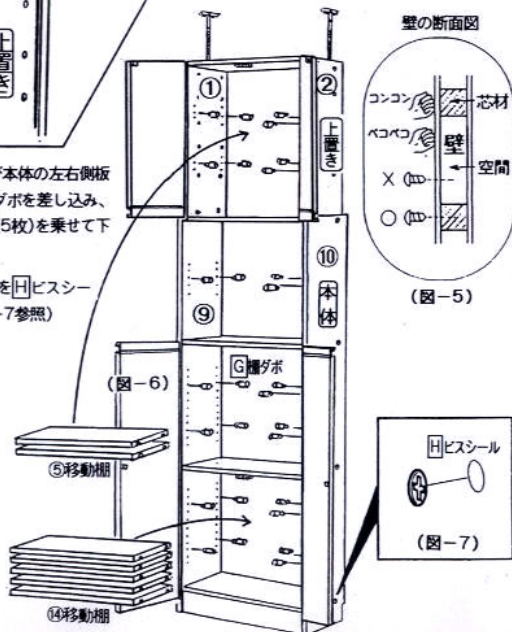 上置き
本体の左右側板
ダボを差し込み、
5枚)を乗せて下
をHビスシー
-7参照)
①
②
上置き
⑨
⑩
本体
G棚ダボ
(図-6)
⑤移動棚
⑭移動棚
壁の断面図
コンコン
ペコペコ
芯材
壁
空間
×
○
(図-5)
Hビスシール
(図-7)